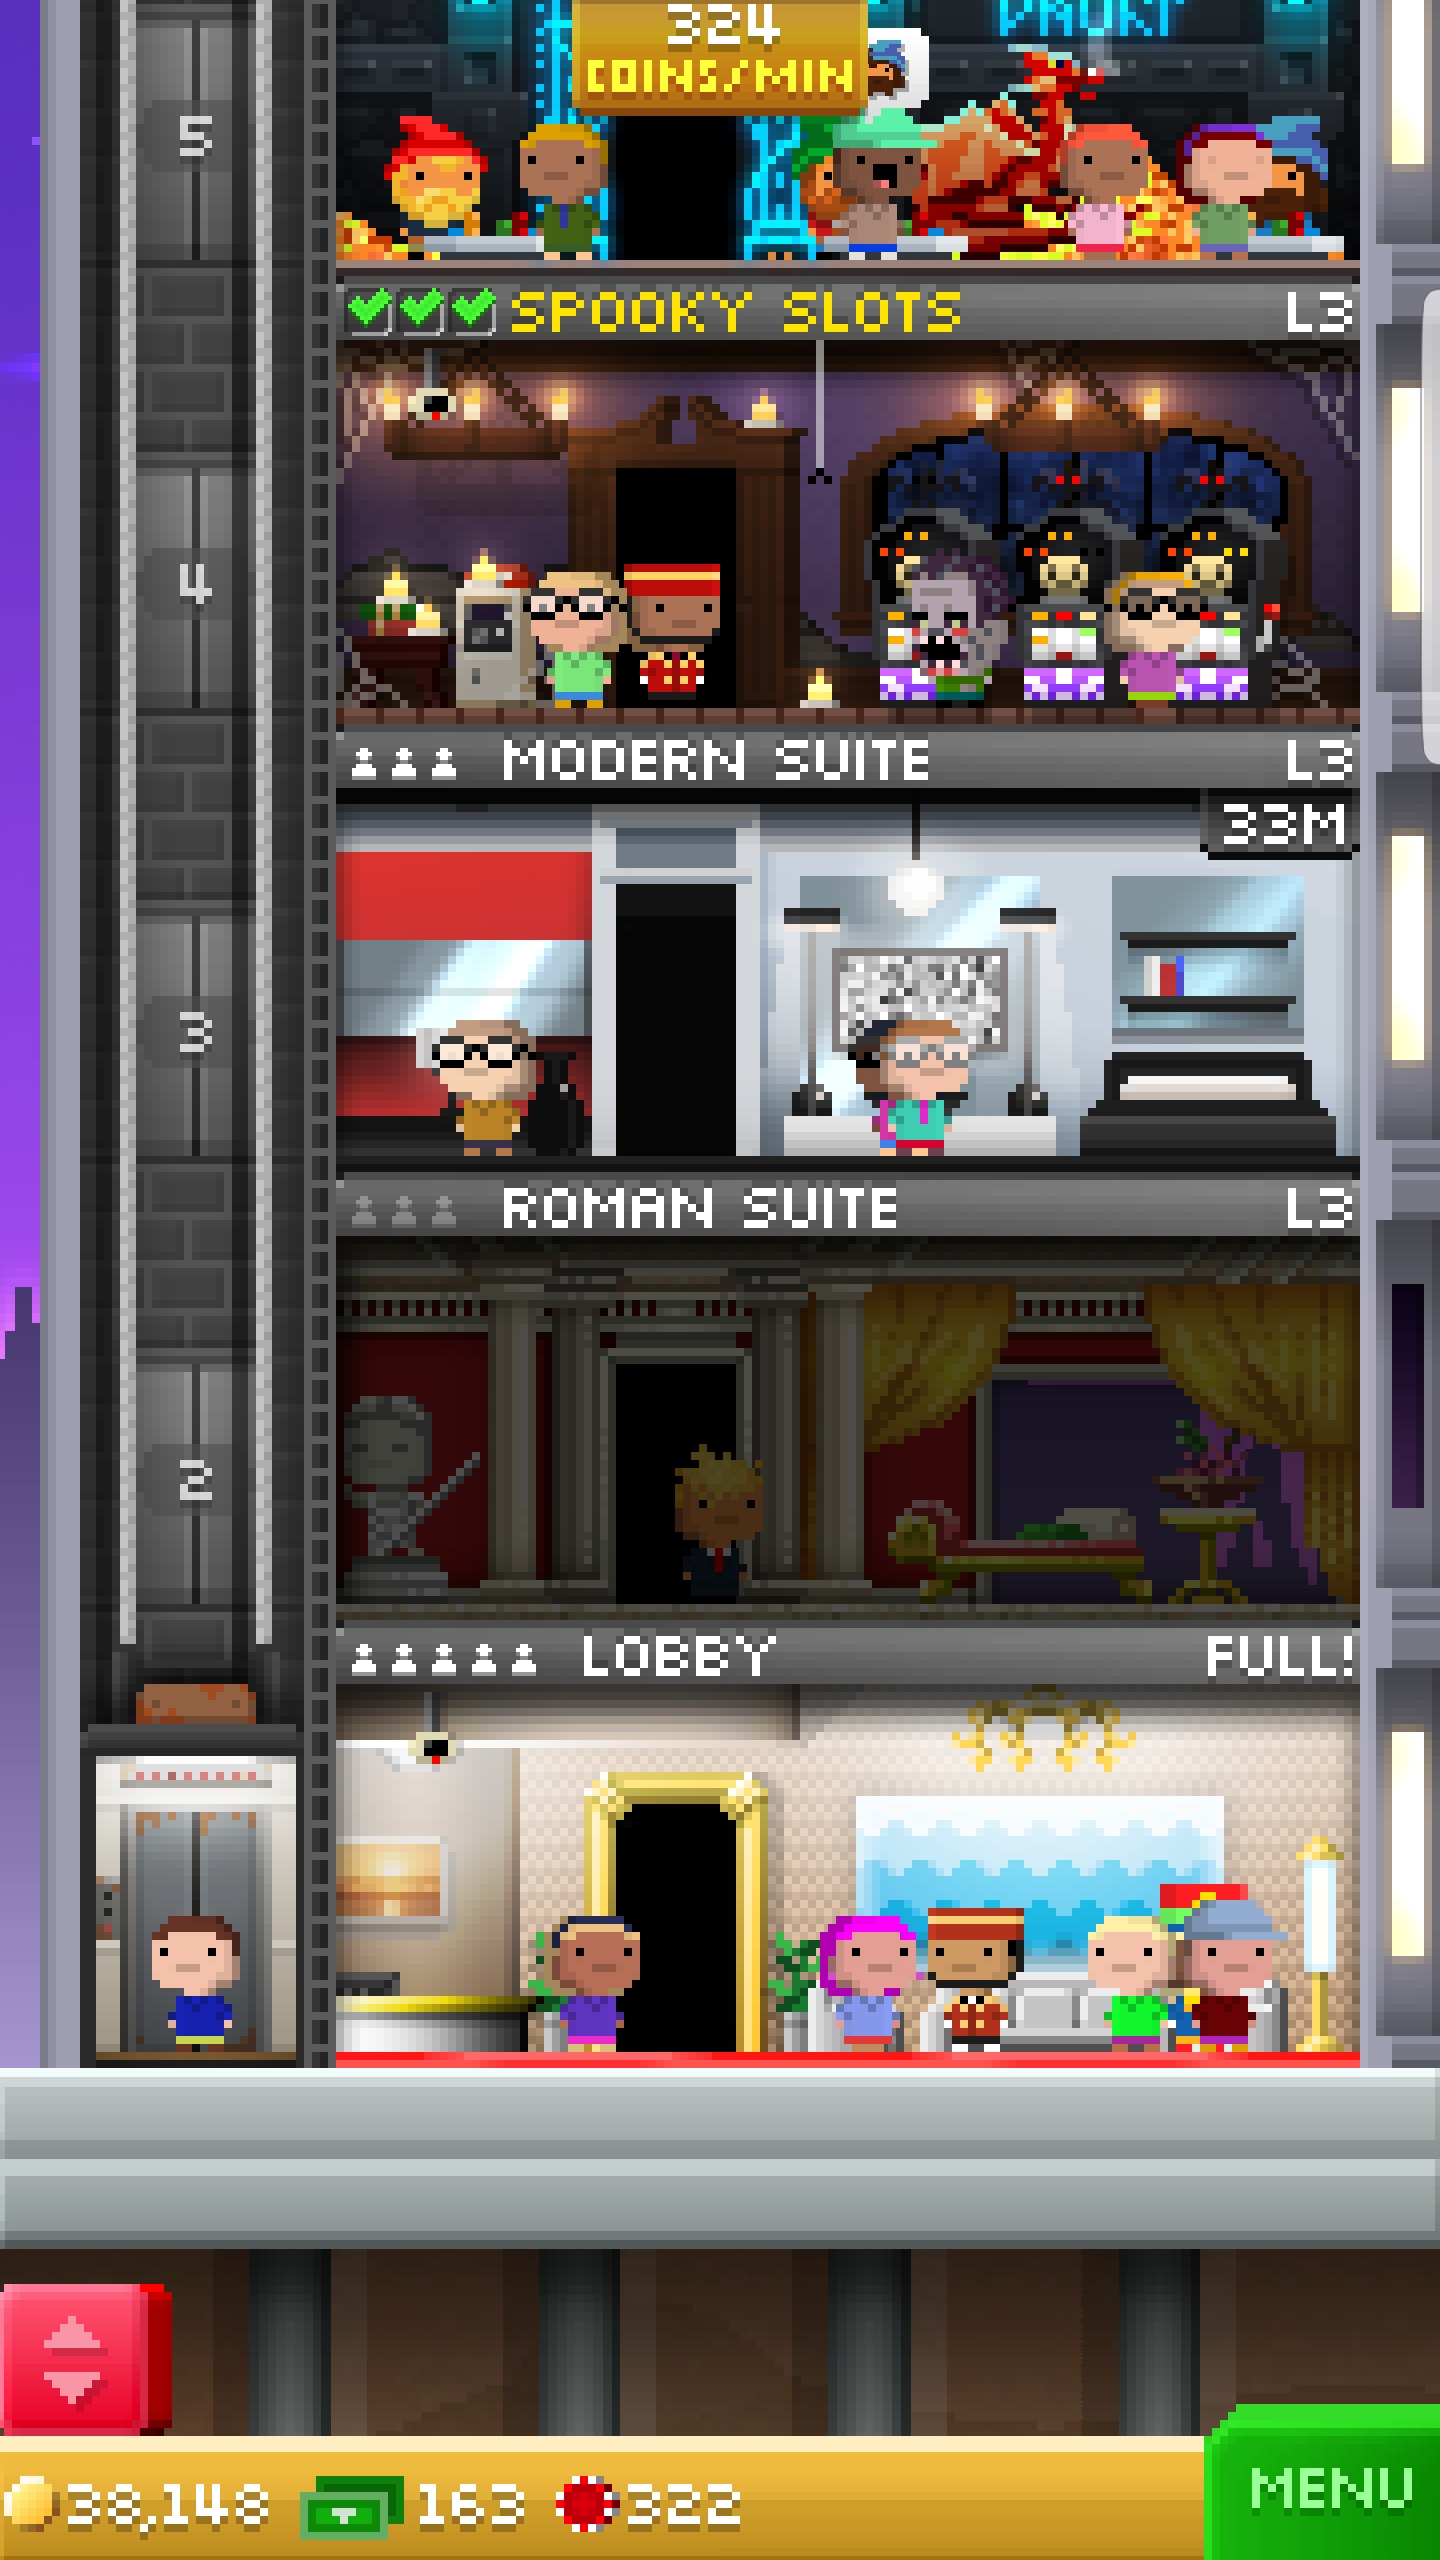 324
COINS/MIN
5
SPOOKY SLOTS L3
4
MODERN SUITE L3
33M
3
ROMAN SUITE L3
2
LOBBY FULL!
38,148 163 322
MENU